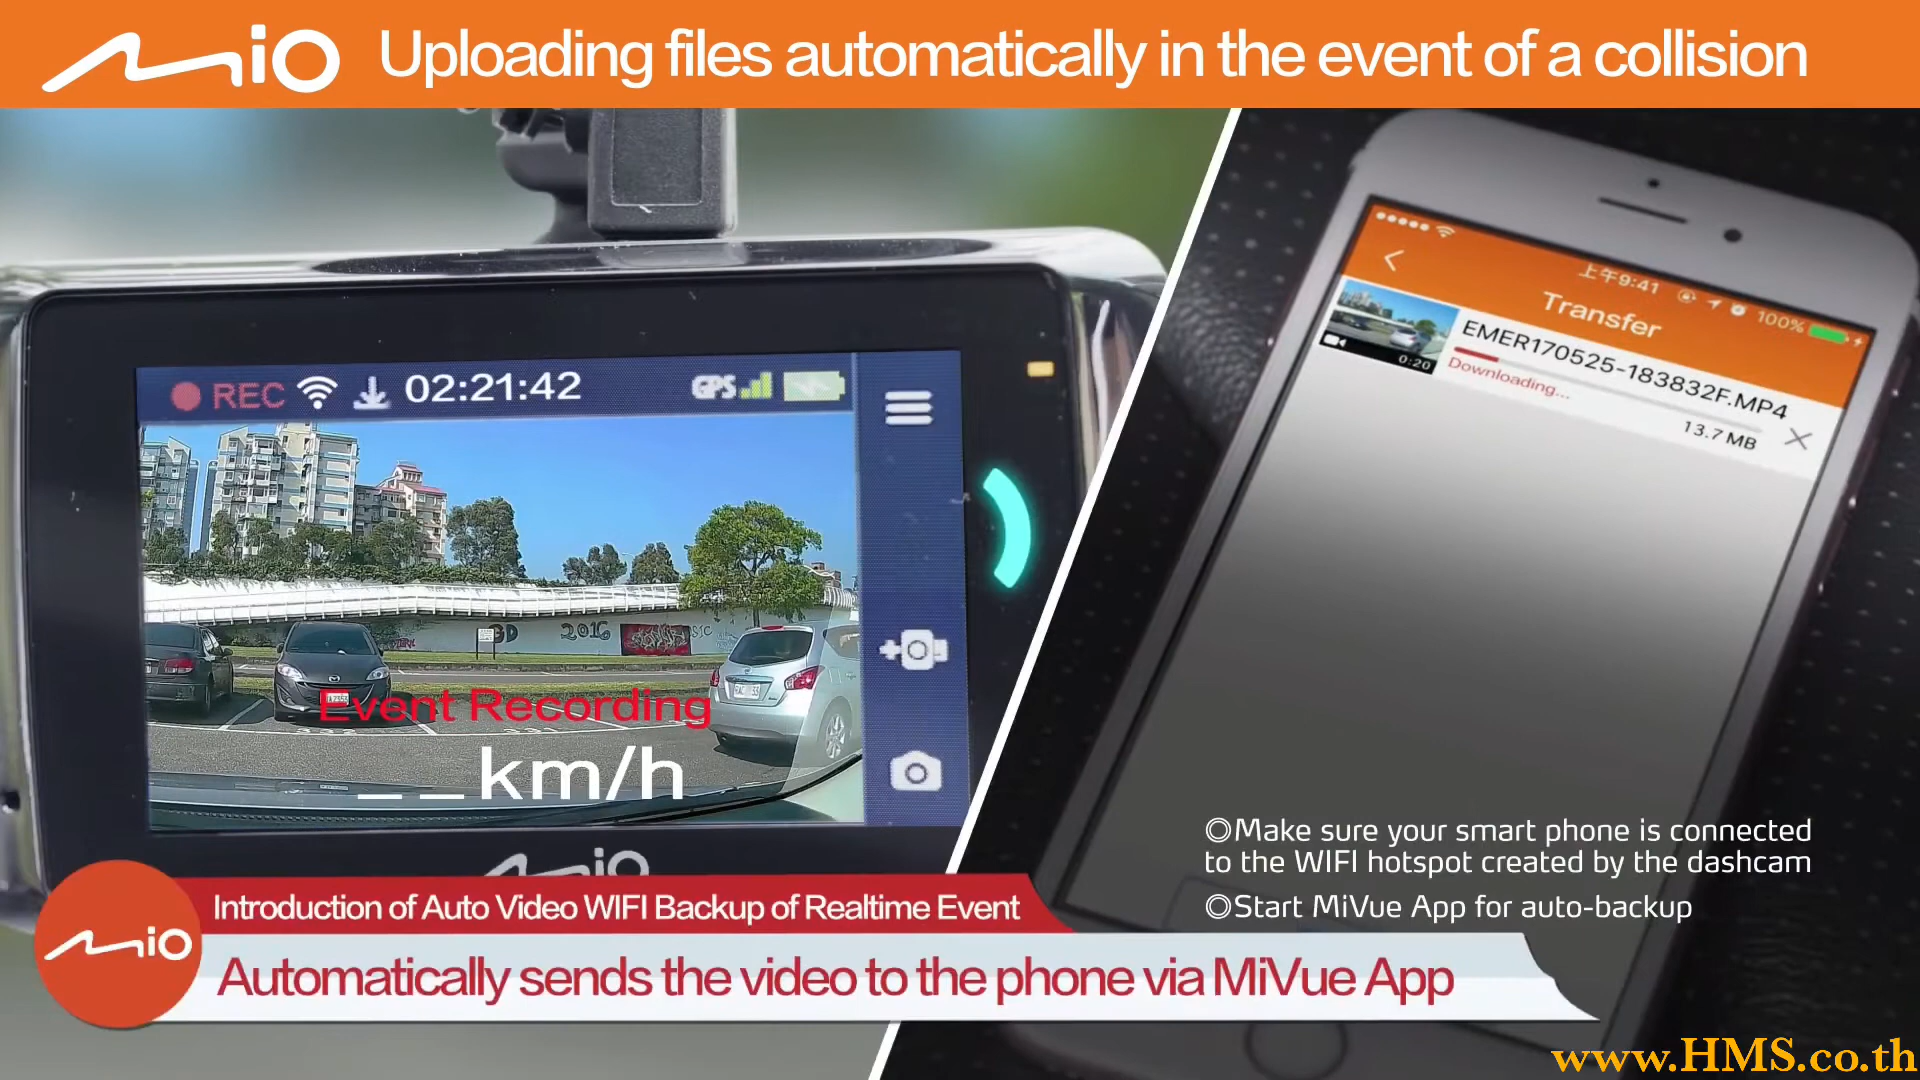 Mio Uploading files automatically in the event of a collision
REC 02:21:42 GPS
GD 2016
Event Recording
__km/h
Mio
上午9:41 100%
Transfer
EMER170525-183832F.MP4
0:20
Downloading...
13.7 MB
◎Make sure your smart phone is connected
to the WIFI hotspot created by the dashcam
◎Start MiVue App for auto-backup
Introduction of Auto Video WIFI Backup of Realtime Event
Mio
Automatically sends the video to the phone via MiVue App
www.HMS.co.th